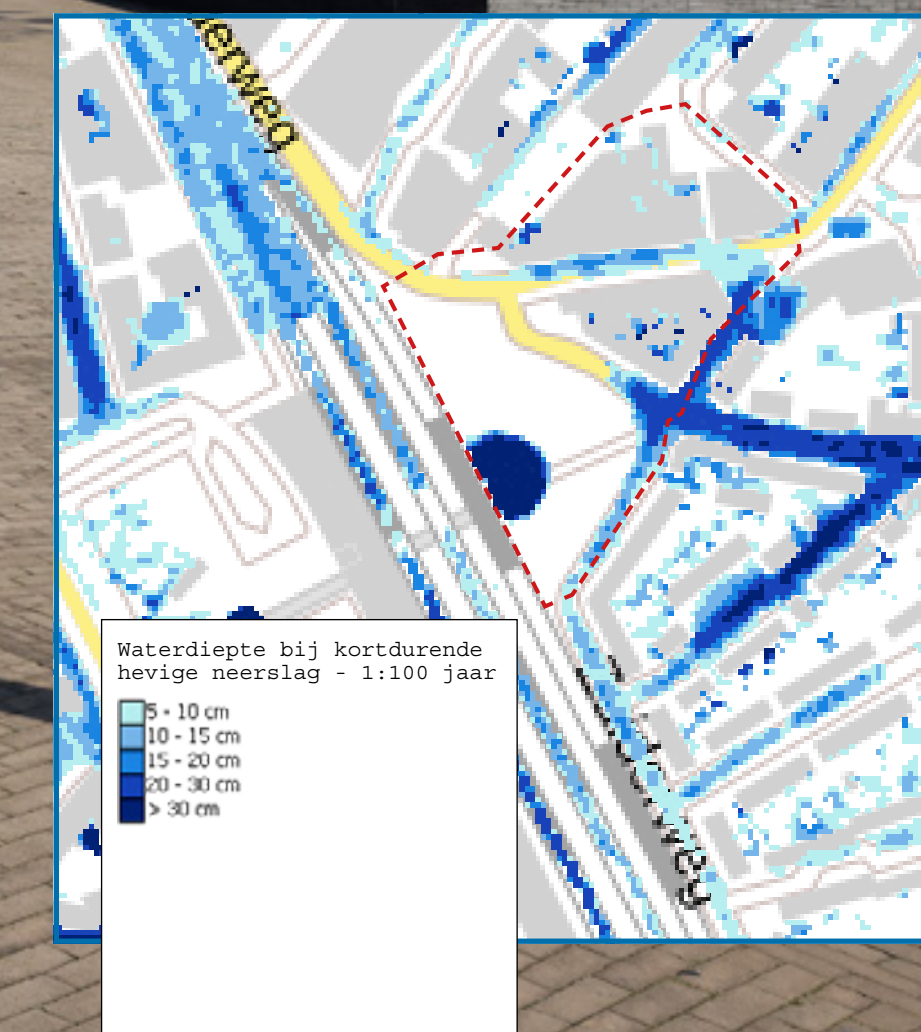 erweg
Waterdiepte bij kortdurende
hevige neerslag - 1:100 jaar
5 - 10 cm
10 - 15 cm
15 - 20 cm
20 - 30 cm
> 30 cm